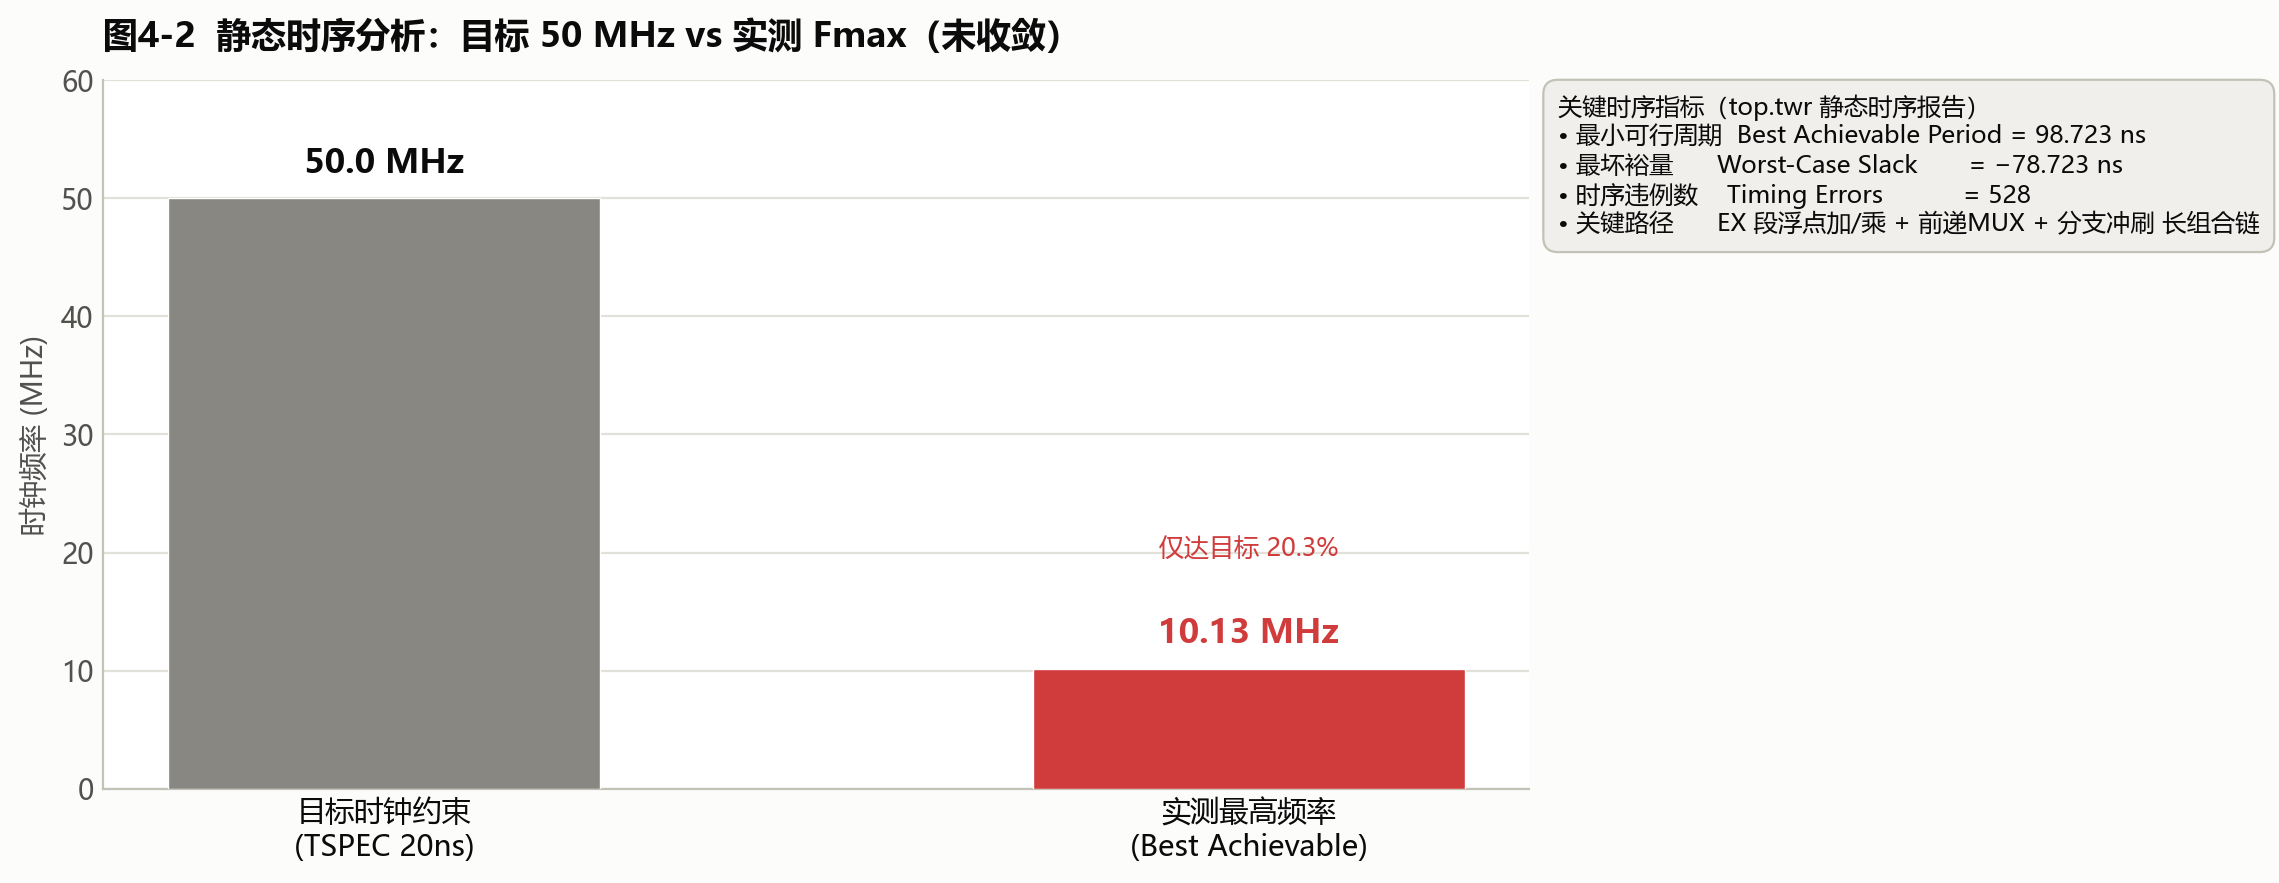 图4-2 静态时序分析：目标 50 MHz vs 实测 Fmax（未收敛）
关键时序指标（top.twr 静态时序报告）
• 最小可行周期 Best Achievable Period = 98.723 ns
• 最坏裕量 Worst-Case Slack = −78.723 ns
• 时序违例数 Timing Errors = 528
• 关键路径 EX 段浮点加/乘 + 前递MUX + 分支冲刷 长组合链
时钟频率 (MHz)
60
50
40
30
20
10
0
50.0 MHz
仅达目标 20.3%
10.13 MHz
目标时钟约束
(TSPEC 20ns)
实测最高频率
(Best Achievable)